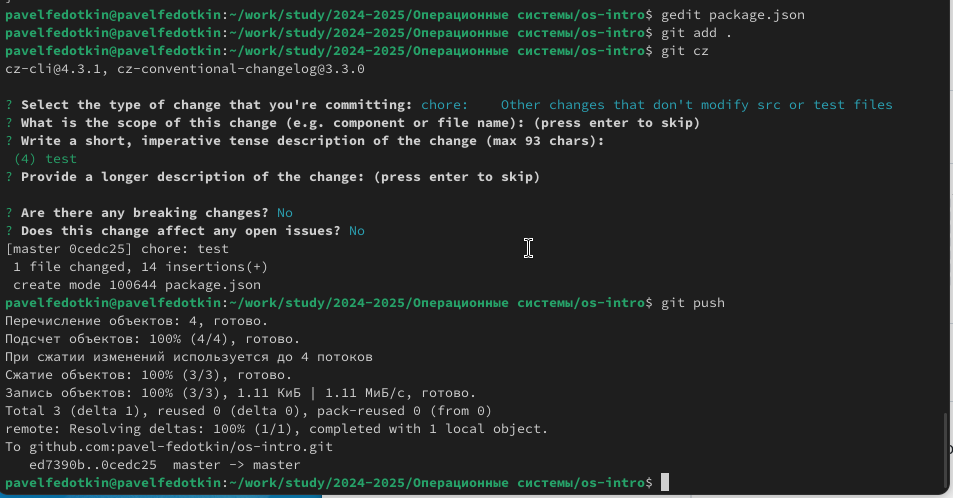 pavelfedotkin@pavelfedotkin:~/work/study/2024-2025/Операционные системы/os-intro$ gedit package.json
pavelfedotkin@pavelfedotkin:~/work/study/2024-2025/Операционные системы/os-intro$ git add .
pavelfedotkin@pavelfedotkin:~/work/study/2024-2025/Операционные системы/os-intro$ git cz
cz-cli@4.3.1, cz-conventional-changelog@3.3.0
? Select the type of change that you're committing: chore:    Other changes that don't modify src or test files
? What is the scope of this change (e.g. component or file name): (press enter to skip)
? Write a short, imperative tense description of the change (max 93 chars):
 (4) test
? Provide a longer description of the change: (press enter to skip)
? Are there any breaking changes? No
? Does this change affect any open issues? No
[master 0cedc25] chore: test
 1 file changed, 14 insertions(+)
 create mode 100644 package.json
pavelfedotkin@pavelfedotkin:~/work/study/2024-2025/Операционные системы/os-intro$ git push
Перечисление объектов: 4, готово.
Подсчет объектов: 100% (4/4), готово.
При сжатии изменений используется до 4 потоков
Сжатие объектов: 100% (3/3), готово.
Запись объектов: 100% (3/3), 1.11 КиБ | 1.11 МиБ/с, готово.
Total 3 (delta 1), reused 0 (delta 0), pack-reused 0 (from 0)
remote: Resolving deltas: 100% (1/1), completed with 1 local object.
To github.com:pavel-fedotkin/os-intro.git
   ed7390b..0cedc25  master -> master
pavelfedotkin@pavelfedotkin:~/work/study/2024-2025/Операционные системы/os-intro$